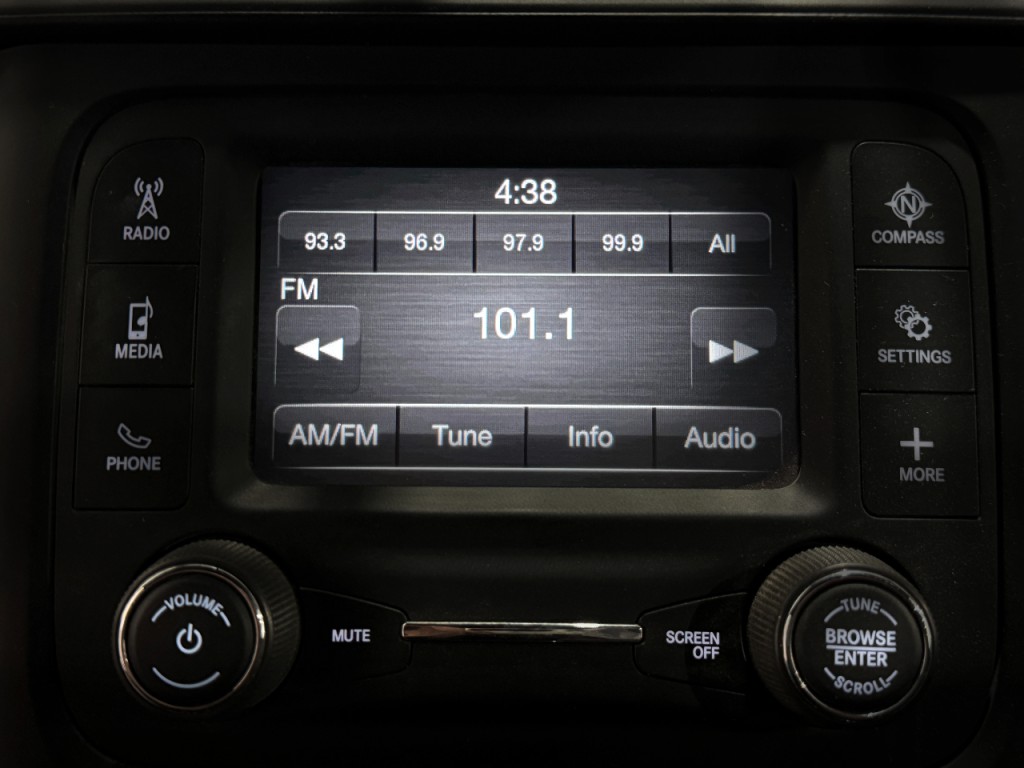 4:38
93.3 96.9 97.9 99.9 All
FM
101.1
AM/FM Tune Info Audio
RADIO
MEDIA
PHONE
N
COMPASS
SETTINGS
MORE
VOLUME
MUTE
SCREEN
OFF
TUNE
BROWSE
ENTER
SCROLL